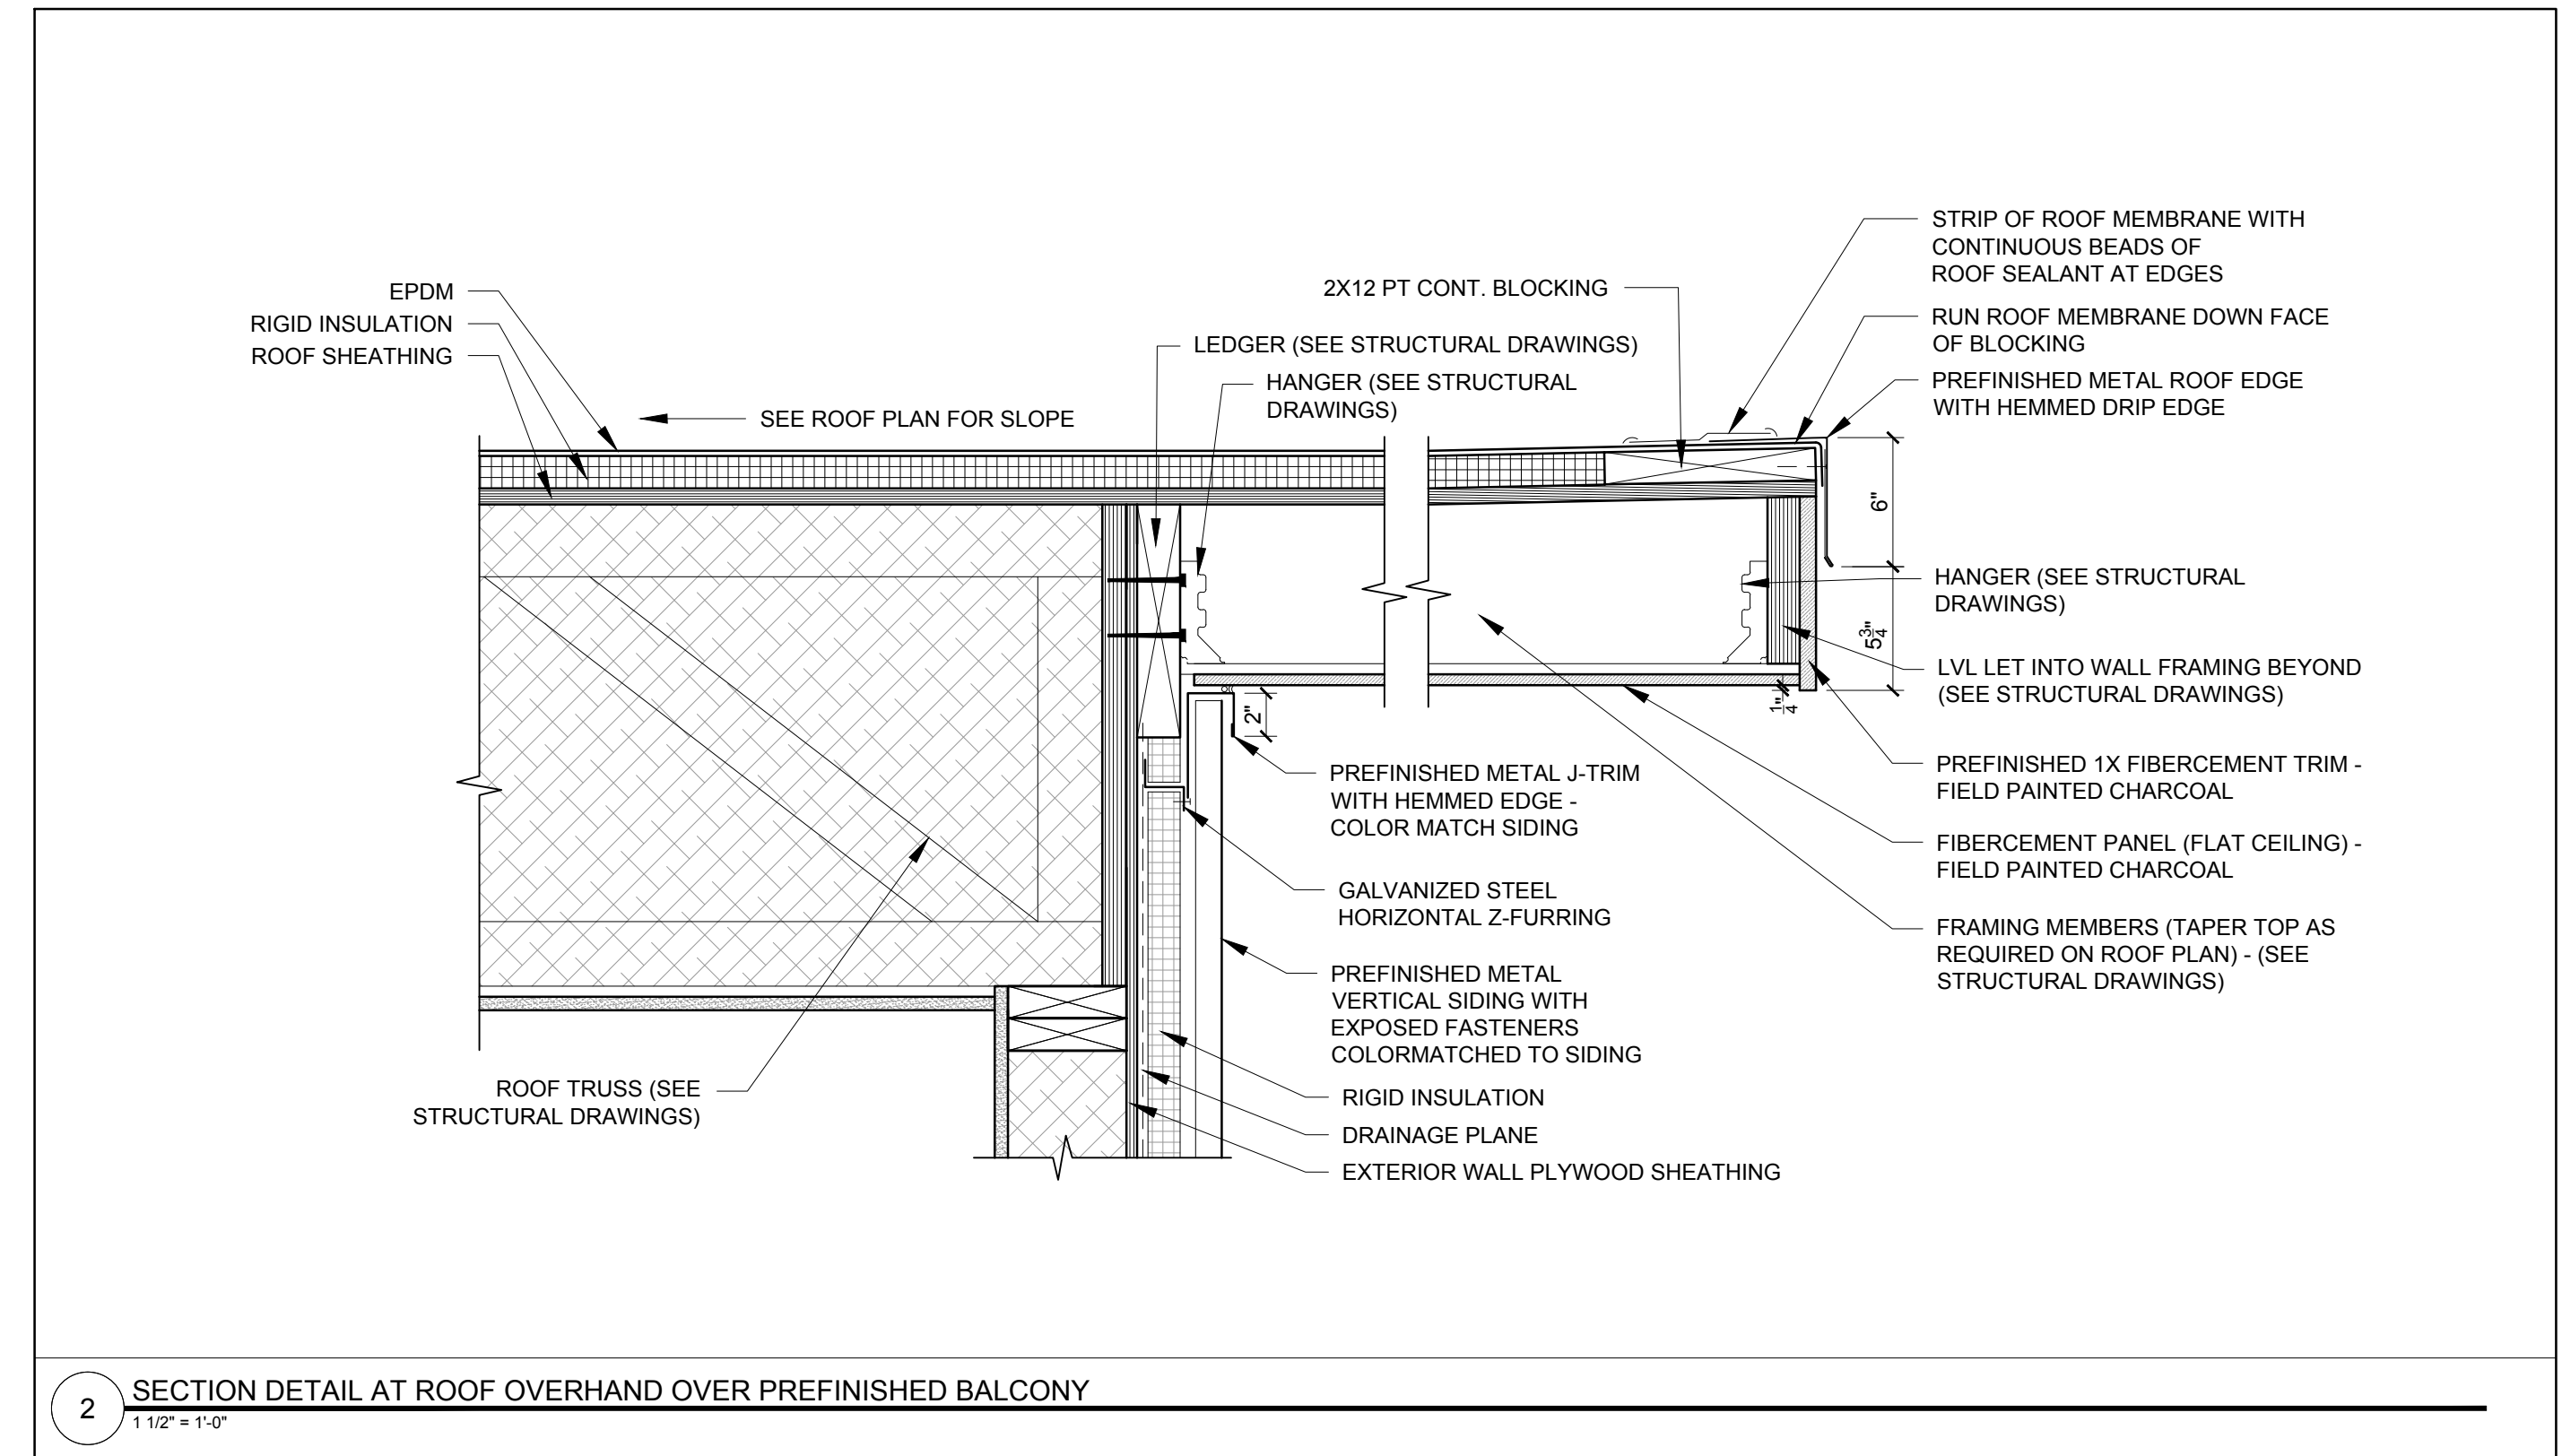 EPDM
RIGID INSULATION
ROOF SHEATHING
SEE ROOF PLAN FOR SLOPE
2X12 PT CONT. BLOCKING
LEDGER (SEE STRUCTURAL DRAWINGS)
HANGER (SEE STRUCTURAL
DRAWINGS)
STRIP OF ROOF MEMBRANE WITH
CONTINUOUS BEADS OF
ROOF SEALANT AT EDGES
RUN ROOF MEMBRANE DOWN FACE
OF BLOCKING
PREFINISHED METAL ROOF EDGE
WITH HEMMED DRIP EDGE
6"
HANGER (SEE STRUCTURAL
DRAWINGS)
5 3/4"
LVL LET INTO WALL FRAMING BEYOND
(SEE STRUCTURAL DRAWINGS)
1/4"
2"
PREFINISHED 1X FIBERCEMENT TRIM -
FIELD PAINTED CHARCOAL
FIBERCEMENT PANEL (FLAT CEILING) -
FIELD PAINTED CHARCOAL
FRAMING MEMBERS (TAPER TOP AS
REQUIRED ON ROOF PLAN) - (SEE
STRUCTURAL DRAWINGS)
PREFINISHED METAL J-TRIM
WITH HEMMED EDGE -
COLOR MATCH SIDING
GALVANIZED STEEL
HORIZONTAL Z-FURRING
PREFINISHED METAL
VERTICAL SIDING WITH
EXPOSED FASTENERS
COLORMATCHED TO SIDING
RIGID INSULATION
DRAINAGE PLANE
EXTERIOR WALL PLYWOOD SHEATHING
ROOF TRUSS (SEE
STRUCTURAL DRAWINGS)
2
SECTION DETAIL AT ROOF OVERHAND OVER PREFINISHED BALCONY
1 1/2" = 1'-0"